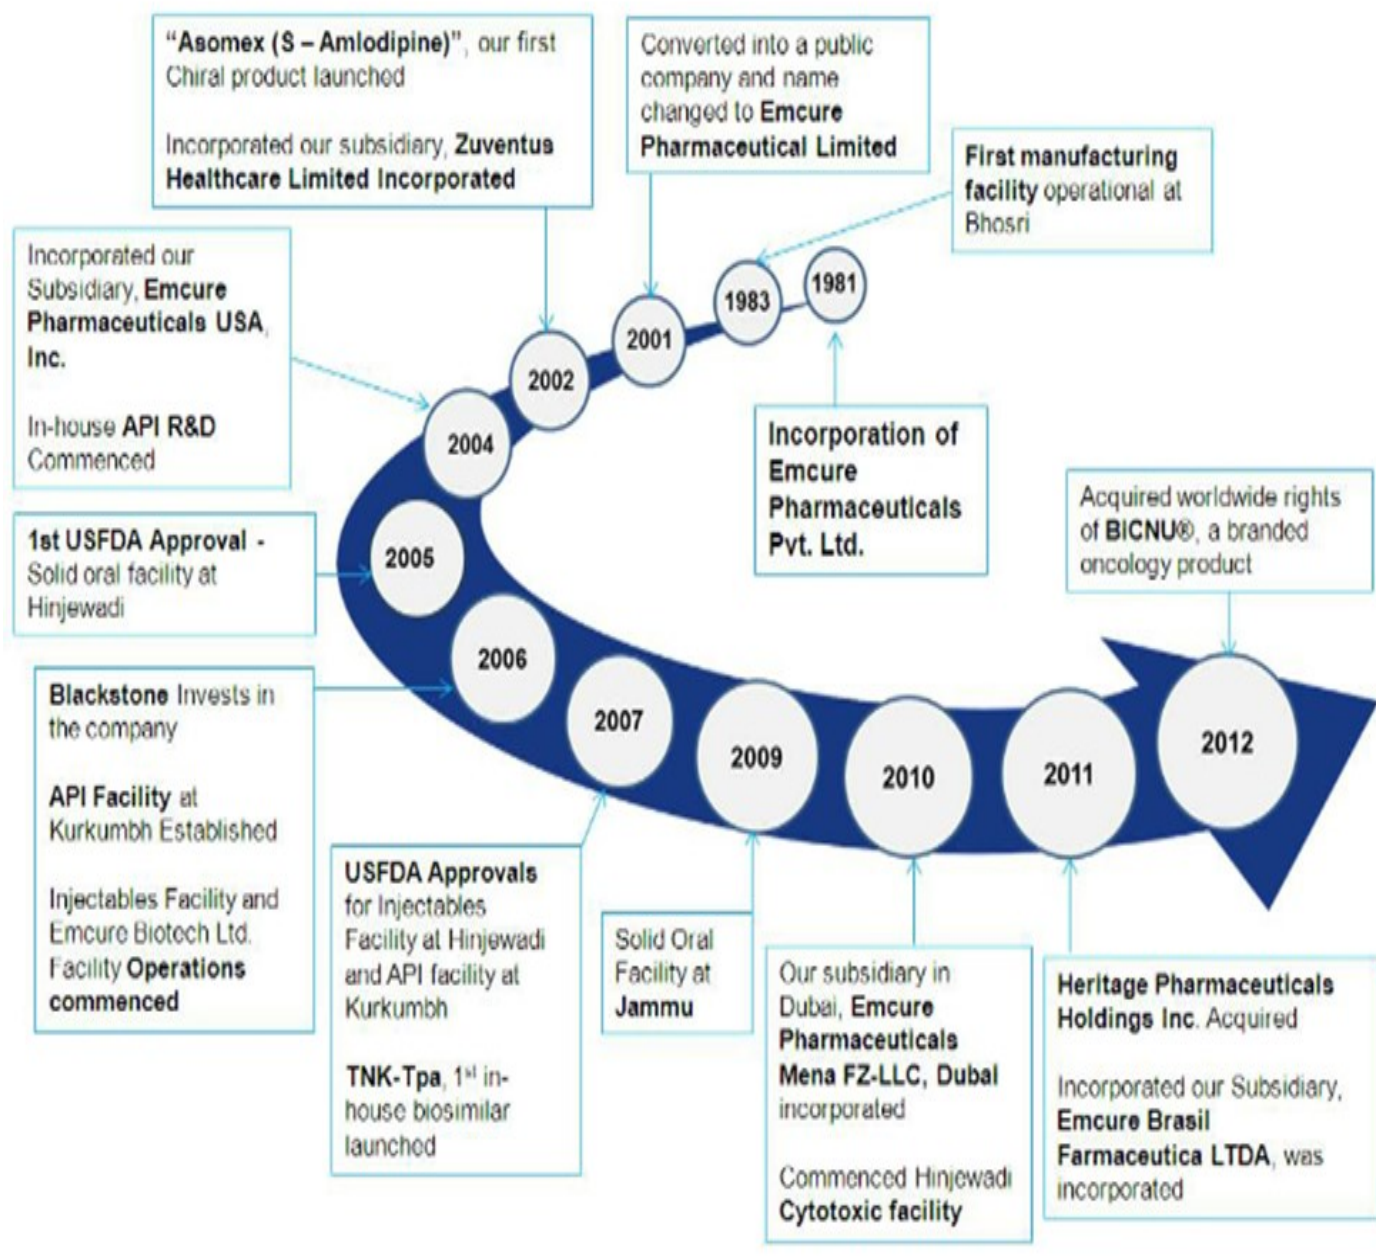 “Asomex (S – Amlodipine)”, our first
Chiral product launched
Incorporated our subsidiary, Zuventus
Healthcare Limited Incorporated
Converted into a public
company and name
changed to Emcure
Pharmaceutical Limited
First manufacturing
facility operational at
Bhosri
Incorporated our
Subsidiary, Emcure
Pharmaceuticals USA,
Inc.
In-house API R&D
Commenced
1981
1983
2001
2002
2004
Incorporation of
Emcure
Pharmaceuticals
Pvt. Ltd.
Acquired worldwide rights
of BICNU®, a branded
oncology product
1st USFDA Approval -
Solid oral facility at
Hinjewadi
2005
2006
2007
2009
2010
2011
2012
Blackstone Invests in
the company
API Facility at
Kurkumbh Established
Injectables Facility and
Emcure Biotech Ltd.
Facility Operations
commenced
USFDA Approvals
for Injectables
Facility at Hinjewadi
and API facility at
Kurkumbh
TNK-Tpa, 1st in-
house biosimilar
launched
Solid Oral
Facility at
Jammu
Our subsidiary in
Dubai, Emcure
Pharmaceuticals
Mena FZ-LLC, Dubai
incorporated
Commenced Hinjewadi
Cytotoxic facility
Heritage Pharmaceuticals
Holdings Inc. Acquired
Incorporated our Subsidiary,
Emcure Brasil
Farmaceutica LTDA, was
incorporated